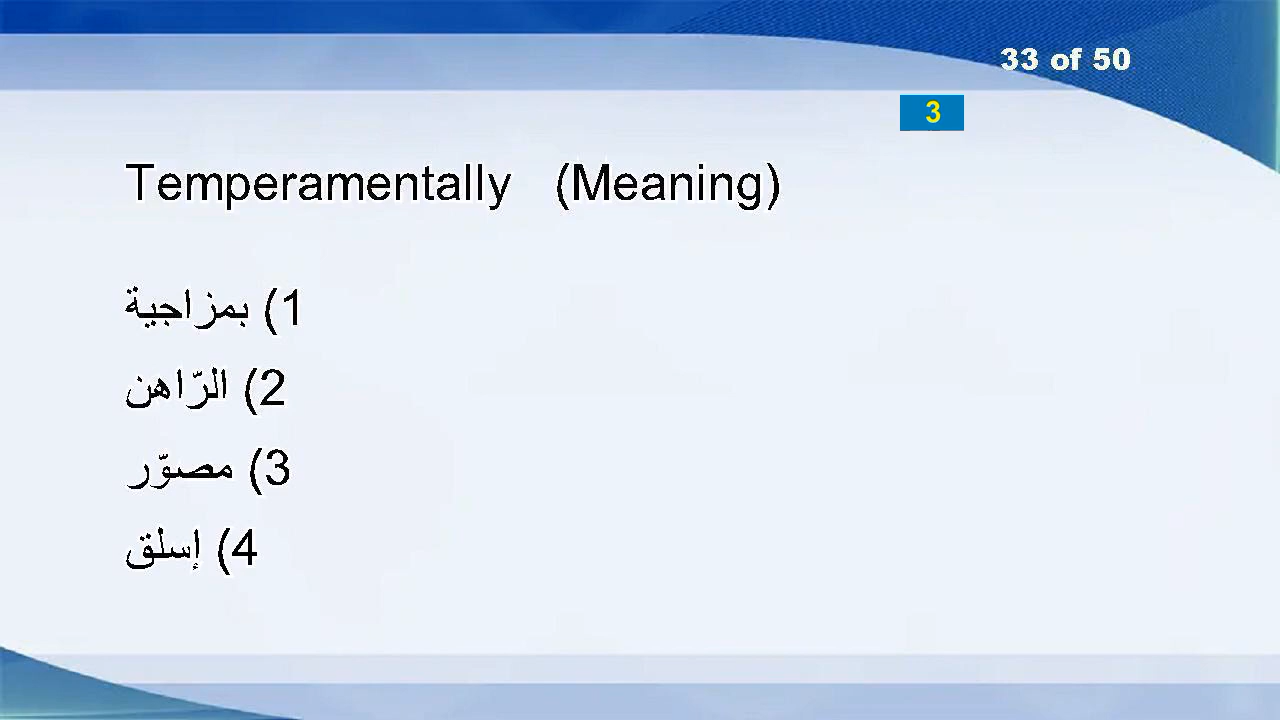 33 of 50
3
Temperamentally (Meaning)
1) بمزاجية
2) الرّاهن
3) مصوّر
4) إسلق